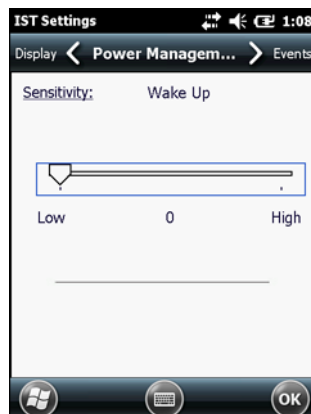 IST Settings 1:08
Display Power Managem... Events
Sensitivity: Wake Up
Low 0 High
OK